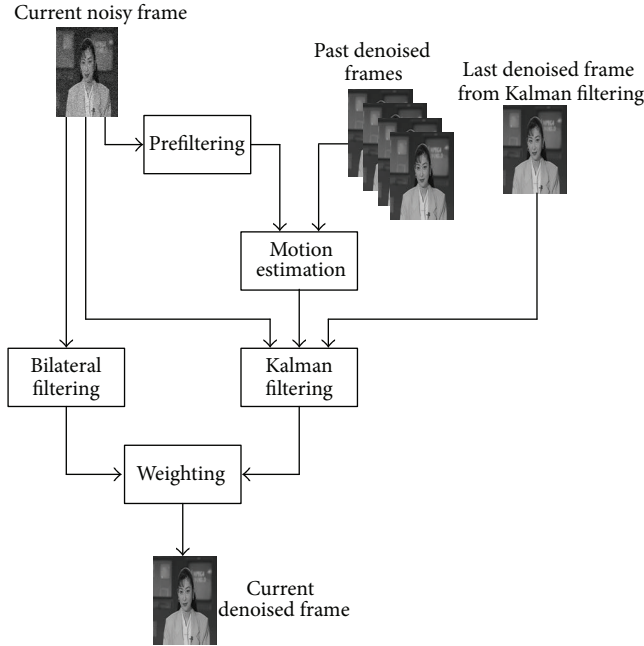 Current noisy frame
Past denoised
frames
Last denoised frame
from Kalman filtering
Prefiltering
Motion
estimation
Bilateral
filtering
Kalman
filtering
Weighting
Current
denoised frame